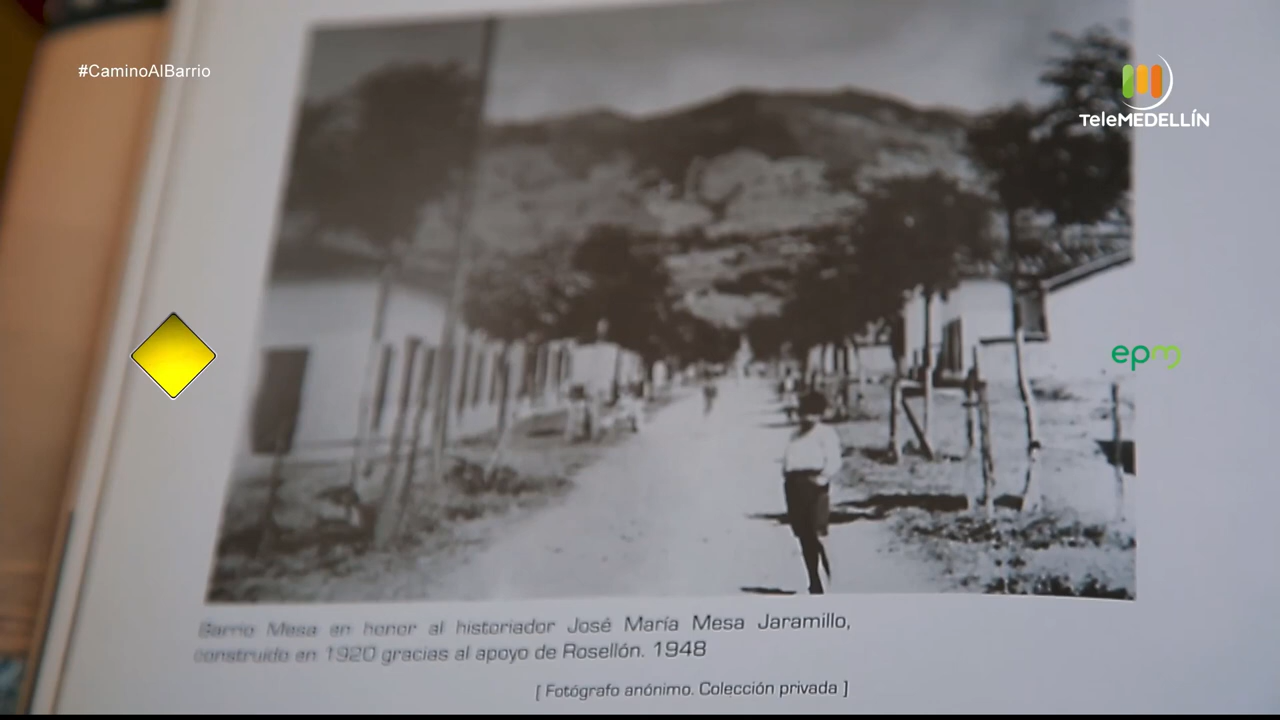 #CaminoAlBarrio
TeleMEDELLÍN
epm
Barrio Mesa en honor al historiador José María Mesa Jaramillo,
construido en 1920 gracias al apoyo de Rosellón. 1948
[ Fotógrafo anónimo. Colección privada ]